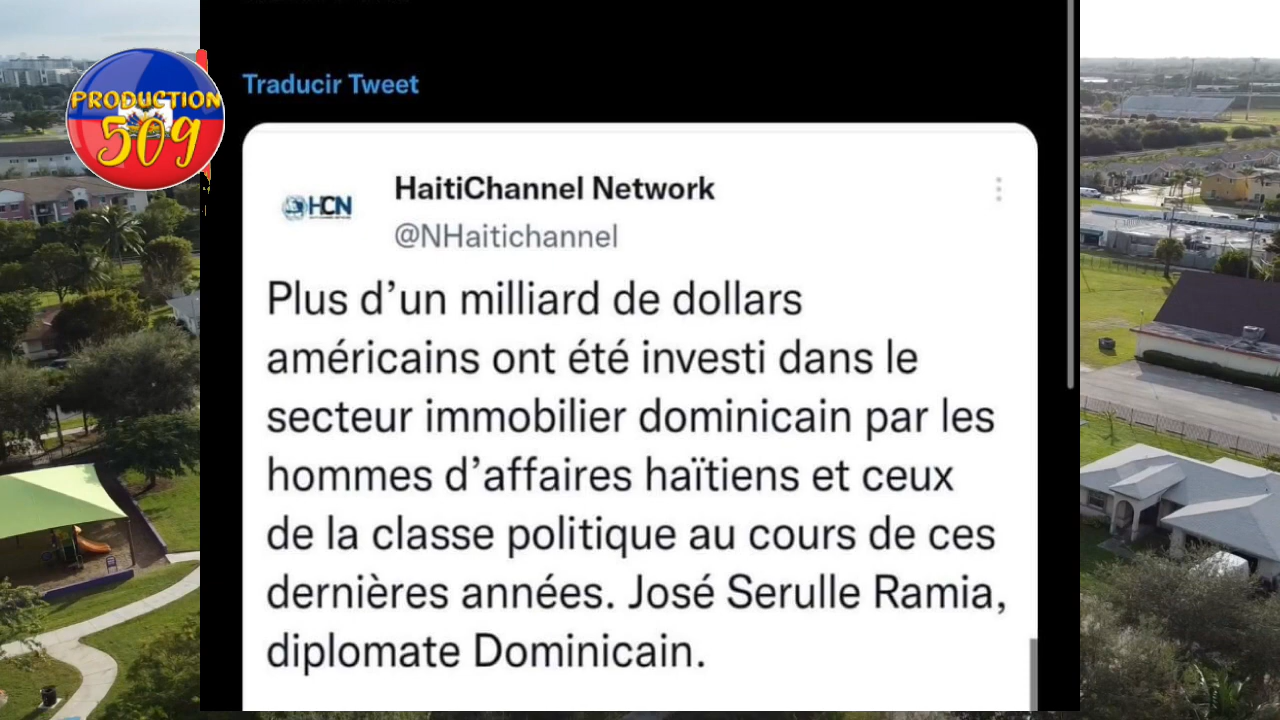 PRODUCTION
509
Traducir Tweet
HCN
HaitiChannel Network
@NHaitichannel
Plus d’un milliard de dollars
américains ont été investi dans le
secteur immobilier dominicain par les
hommes d’affaires haïtiens et ceux
de la classe politique au cours de ces
dernières années. José Serulle Ramia,
diplomate Dominicain.